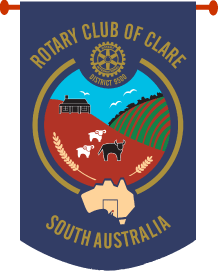 ROTARY CLUB OF CLARE
DISTRICT 9500
SOUTH AUSTRALIA